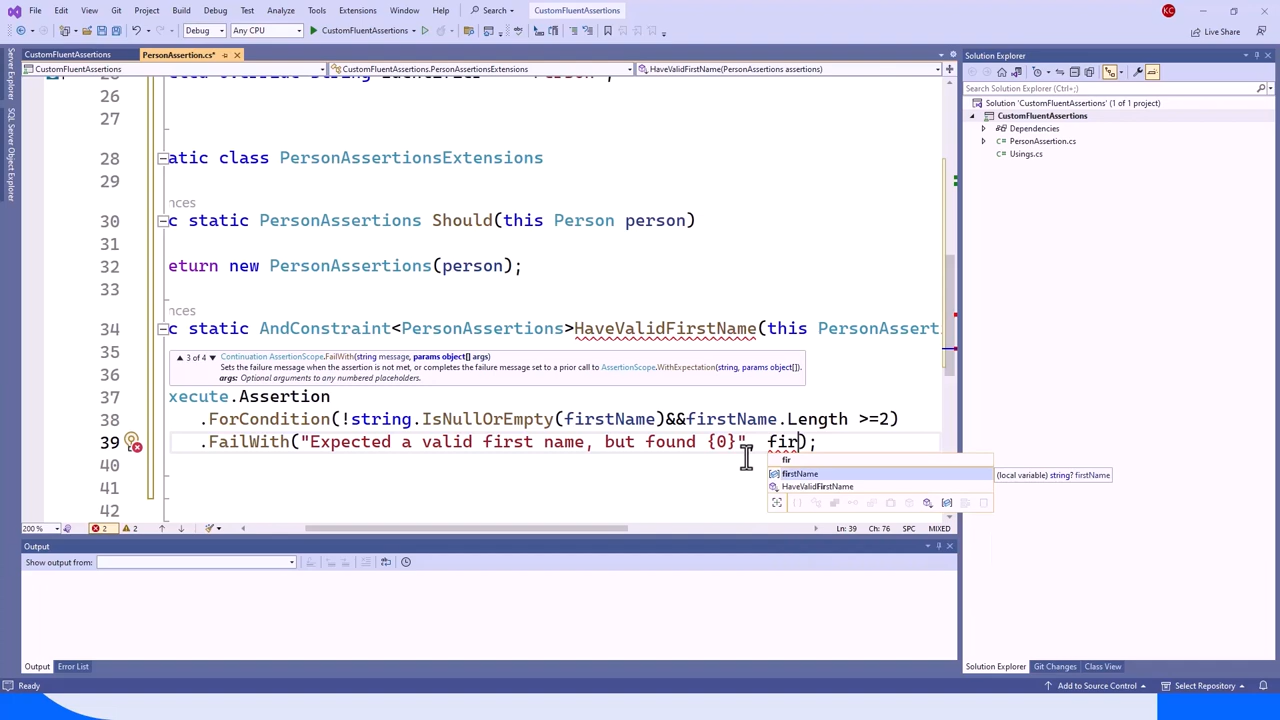 File Edit View Git Project Build Debug Test Analyze Tools Extensions Window Help Search CustomFluentAssertions KC
Debug Any CPU CustomFluentAssertions Live Share
CustomFluentAssertions PersonAssertion.cs*
CustomFluentAssertions CustomFluentAssertions.PersonAssertionsExtensions HaveValidFirstName(PersonAssertions assertions)
Server Explorer
SQL Server Object Explorer
26
27
28 atic class PersonAssertionsExtensions
29
nces
30 c static PersonAssertions Should(this Person person)
31
32 eturn new PersonAssertions(person);
33
nces
34 c static AndConstraint<PersonAssertions>HaveValidFirstName(this PersonAssert
35
3 of 4 Continuation AssertionScope.FailWith(string message, params object[] args)
Sets the failure message when the assertion is not met, or completes the failure message set to a prior call to AssertionScope.WithExpectation(string, params object[]).
args: Optional arguments to any numbered placeholders.
36
37 xecute.Assertion
38 .ForCondition(!string.IsNullOrEmpty(firstName)&&firstName.Length >=2)
39 .FailWith("Expected a valid first name, but found {0}", fir);
40
41
42
fir
firstName
HaveValidFirstName
(local variable) string? firstName
200 % 2 2 Ln: 39 Ch: 76 SPC MIXED
Output
Show output from:
Output Error List
Solution Explorer
Search Solution Explorer (Ctrl+;)
Solution 'CustomFluentAssertions' (1 of 1 project)
CustomFluentAssertions
Dependencies
PersonAssertion.cs
Usings.cs
Solution Explorer Git Changes Class View
Ready Add to Source Control Select Repository